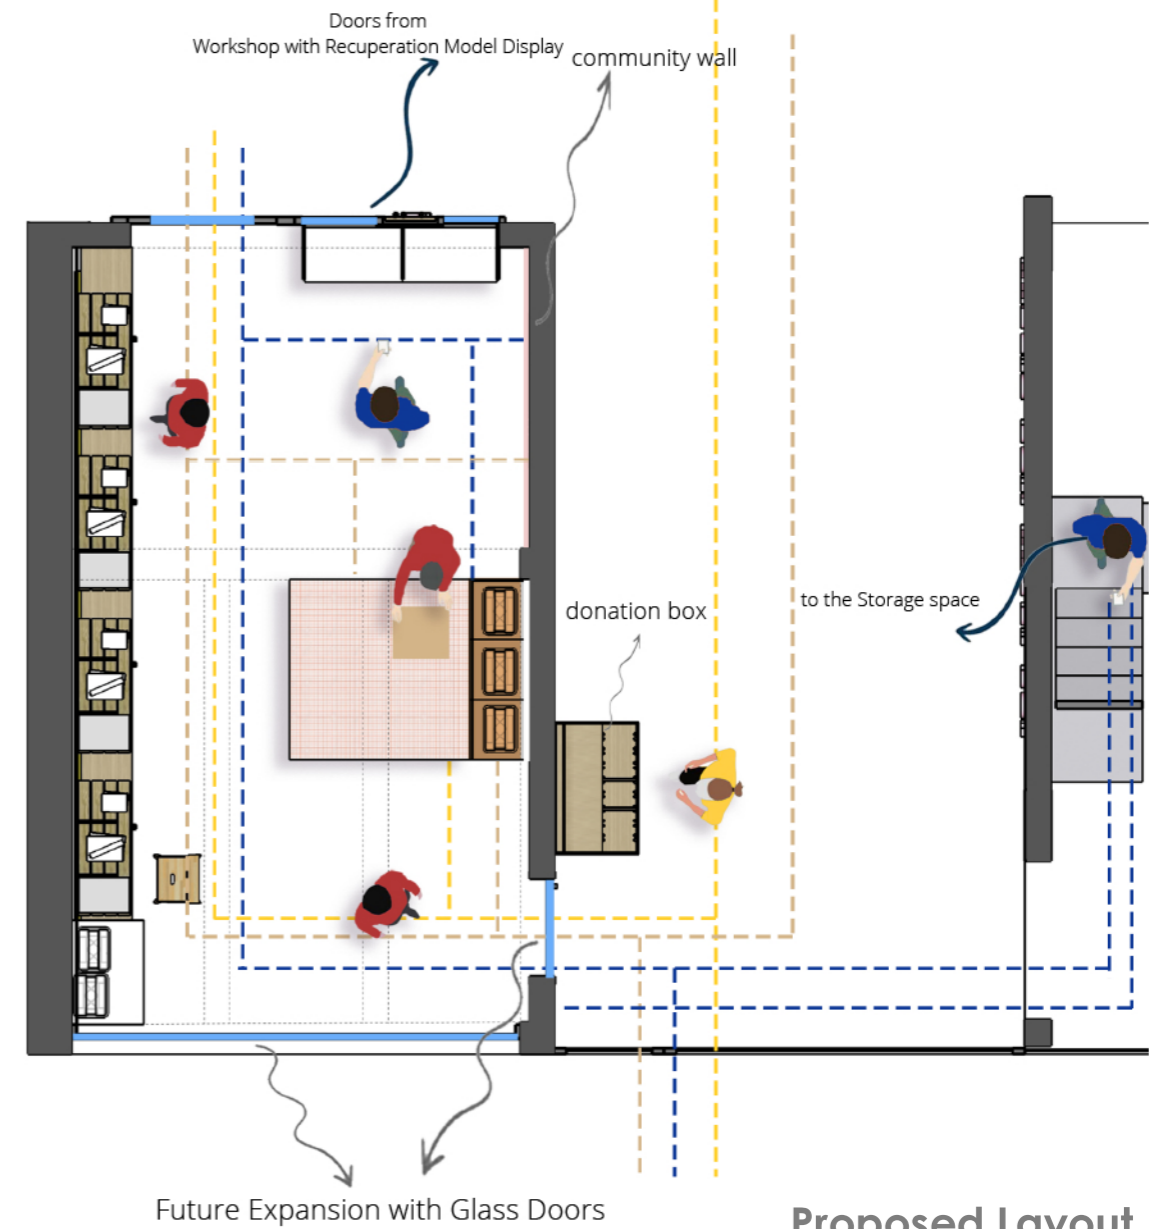 Doors from
Workshop with Recuperation Model Display
community wall
donation box
to the Storage space
Future Expansion with Glass Doors
Proposed Layout